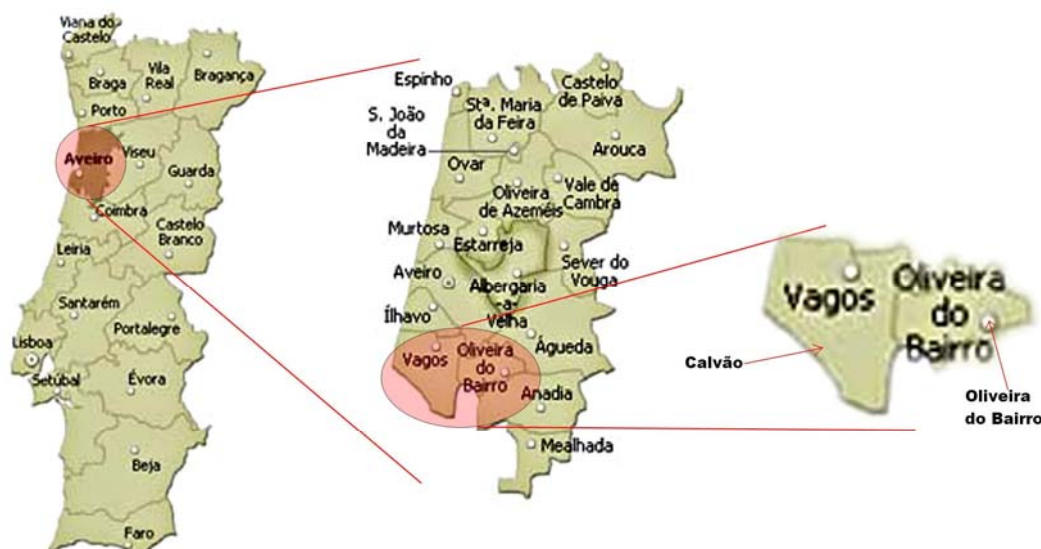 Viana do
Castelo
Braga
Vila
Real
Bragança
Porto
Aveiro
Viseu
Guarda
Coimbra
Castelo
Branco
Leiria
Santarém
Portalegre
Lisboa
Setúbal
Évora
Beja
Faro
Espinho
Castelo
de Paiva
Stª. Maria
da Feira
S. João
da
Madeira
Arouca
Ovar
Oliveira
de Azeméis
Vale de
Cambra
Murtosa
Estarreja
Sever do
Vouga
Aveiro
Albergaria
-a-
Velha
Ílhavo
Águeda
Vagos
Oliveira
do
Bairro
Anadia
Mealhada
Vagos
Oliveira
do
Bairro
Calvão
Oliveira
do Bairro